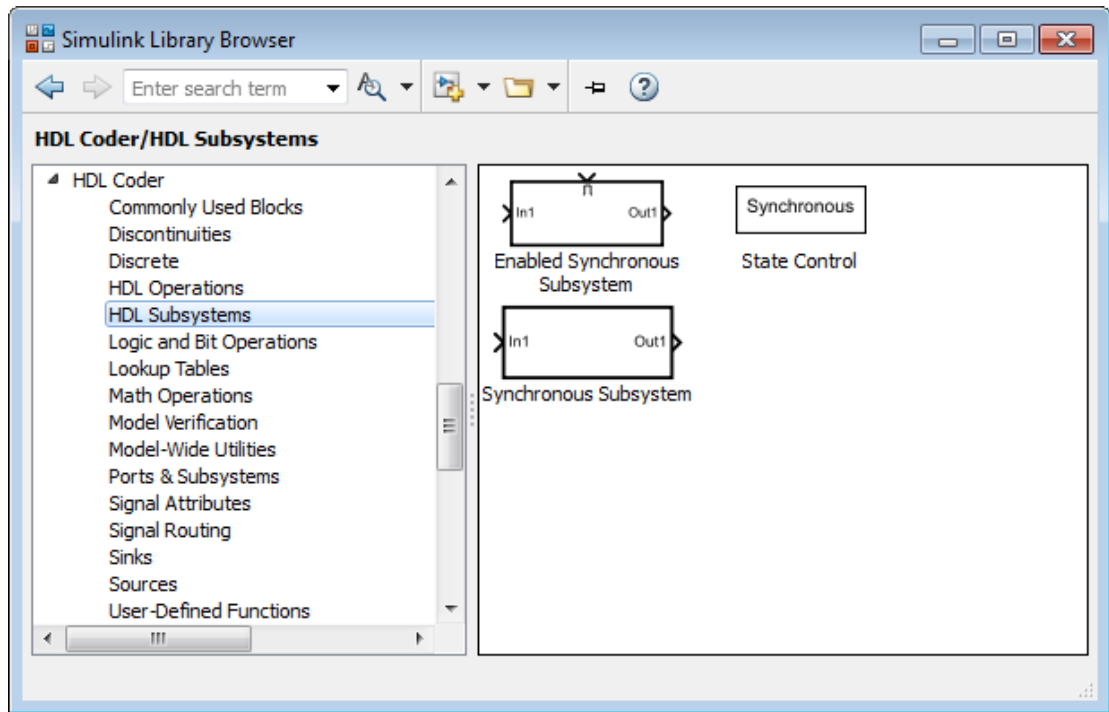 Simulink Library Browser
Enter search term
HDL Coder/HDL Subsystems
HDL Coder
Commonly Used Blocks
Discontinuities
Discrete
HDL Operations
HDL Subsystems
Logic and Bit Operations
Lookup Tables
Math Operations
Model Verification
Model-Wide Utilities
Ports & Subsystems
Signal Attributes
Signal Routing
Sinks
Sources
User-Defined Functions
In1
Out1
Enabled Synchronous
Subsystem
Synchronous
State Control
In1
Out1
Synchronous Subsystem